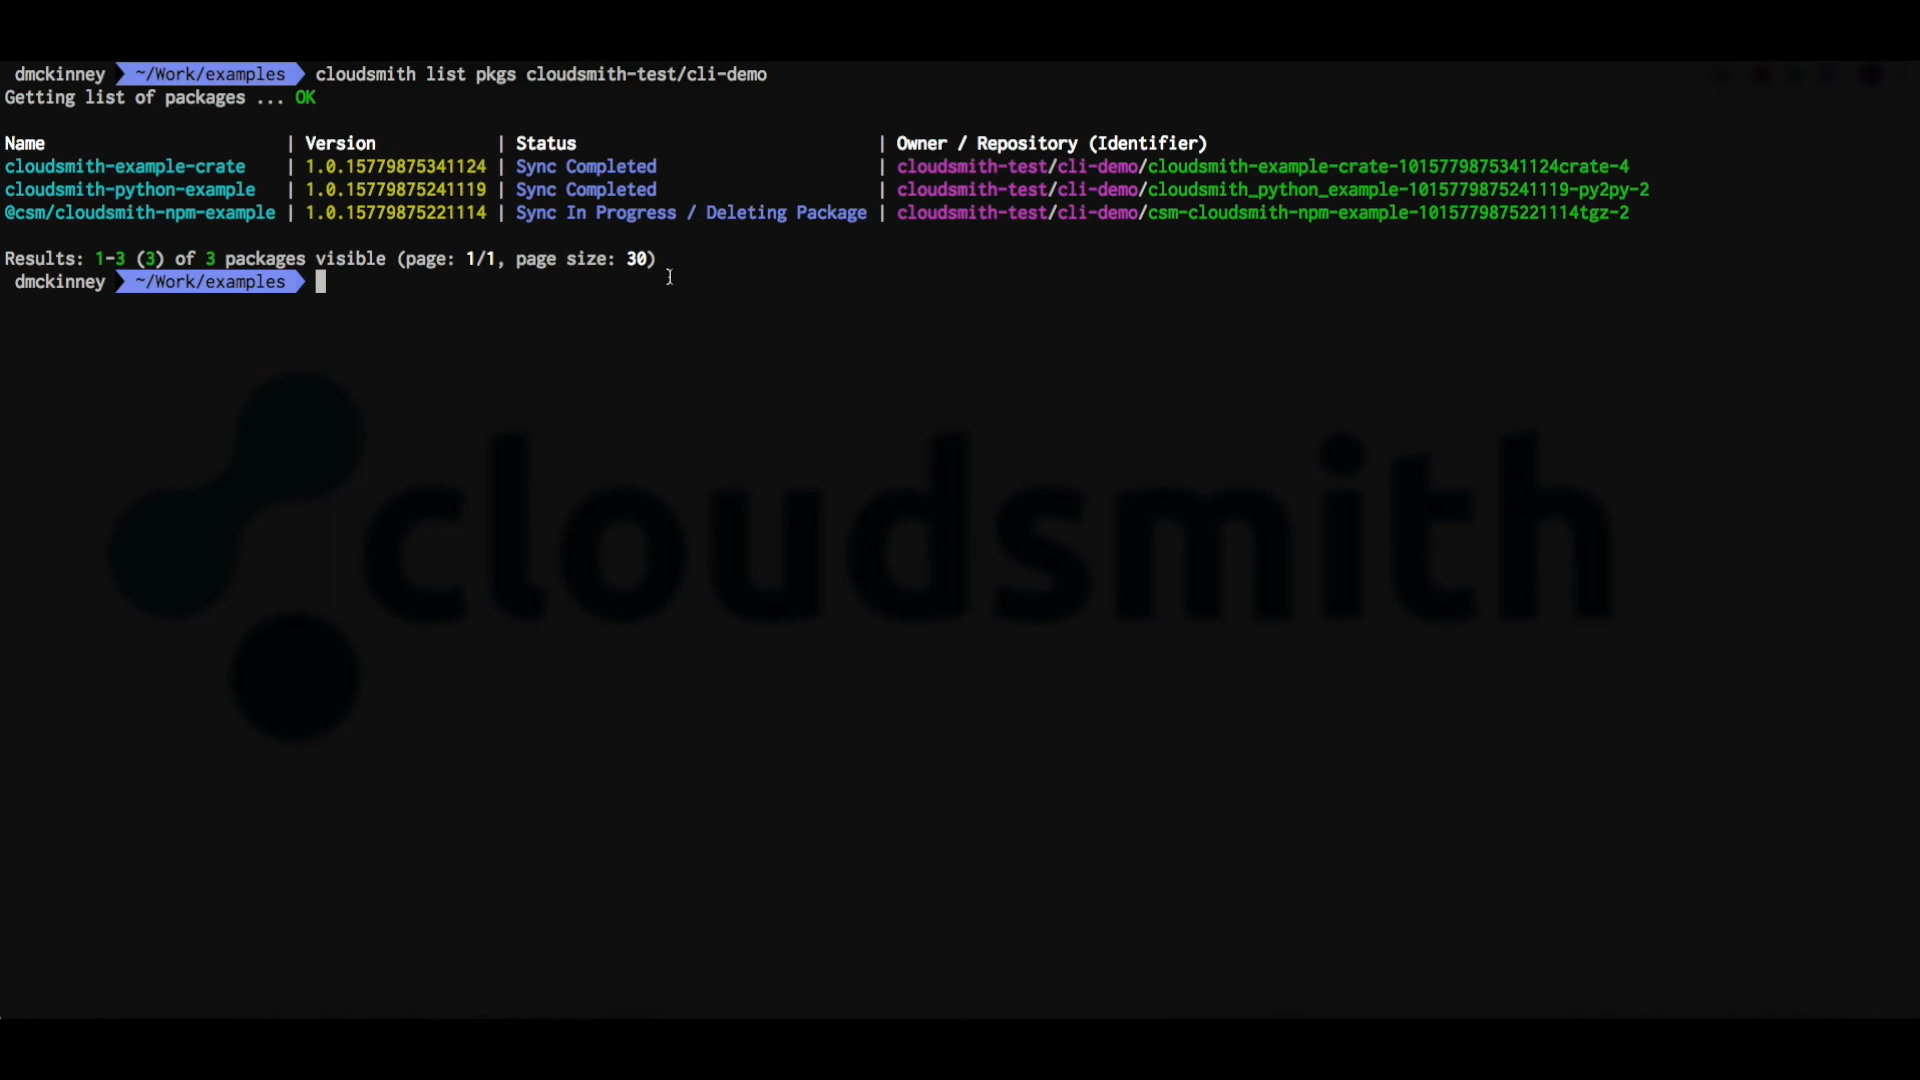 dmckinney ~/Work/examples cloudsmith list pkgs cloudsmith-test/cli-demo
Getting list of packages ... OK
Name | Version | Status | Owner / Repository (Identifier)
cloudsmith-example-crate | 1.0.15779875341124 | Sync Completed | cloudsmith-test/cli-demo/cloudsmith-example-crate-1015779875341124crate-4
cloudsmith-python-example | 1.0.15779875241119 | Sync Completed | cloudsmith-test/cli-demo/cloudsmith_python_example-1015779875241119-py2py-2
@csm/cloudsmith-npm-example | 1.0.15779875221114 | Sync In Progress / Deleting Package | cloudsmith-test/cli-demo/csm-cloudsmith-npm-example-1015779875221114tgz-2
Results: 1-3 (3) of 3 packages visible (page: 1/1, page size: 30)
dmckinney ~/Work/examples
cloudsmith